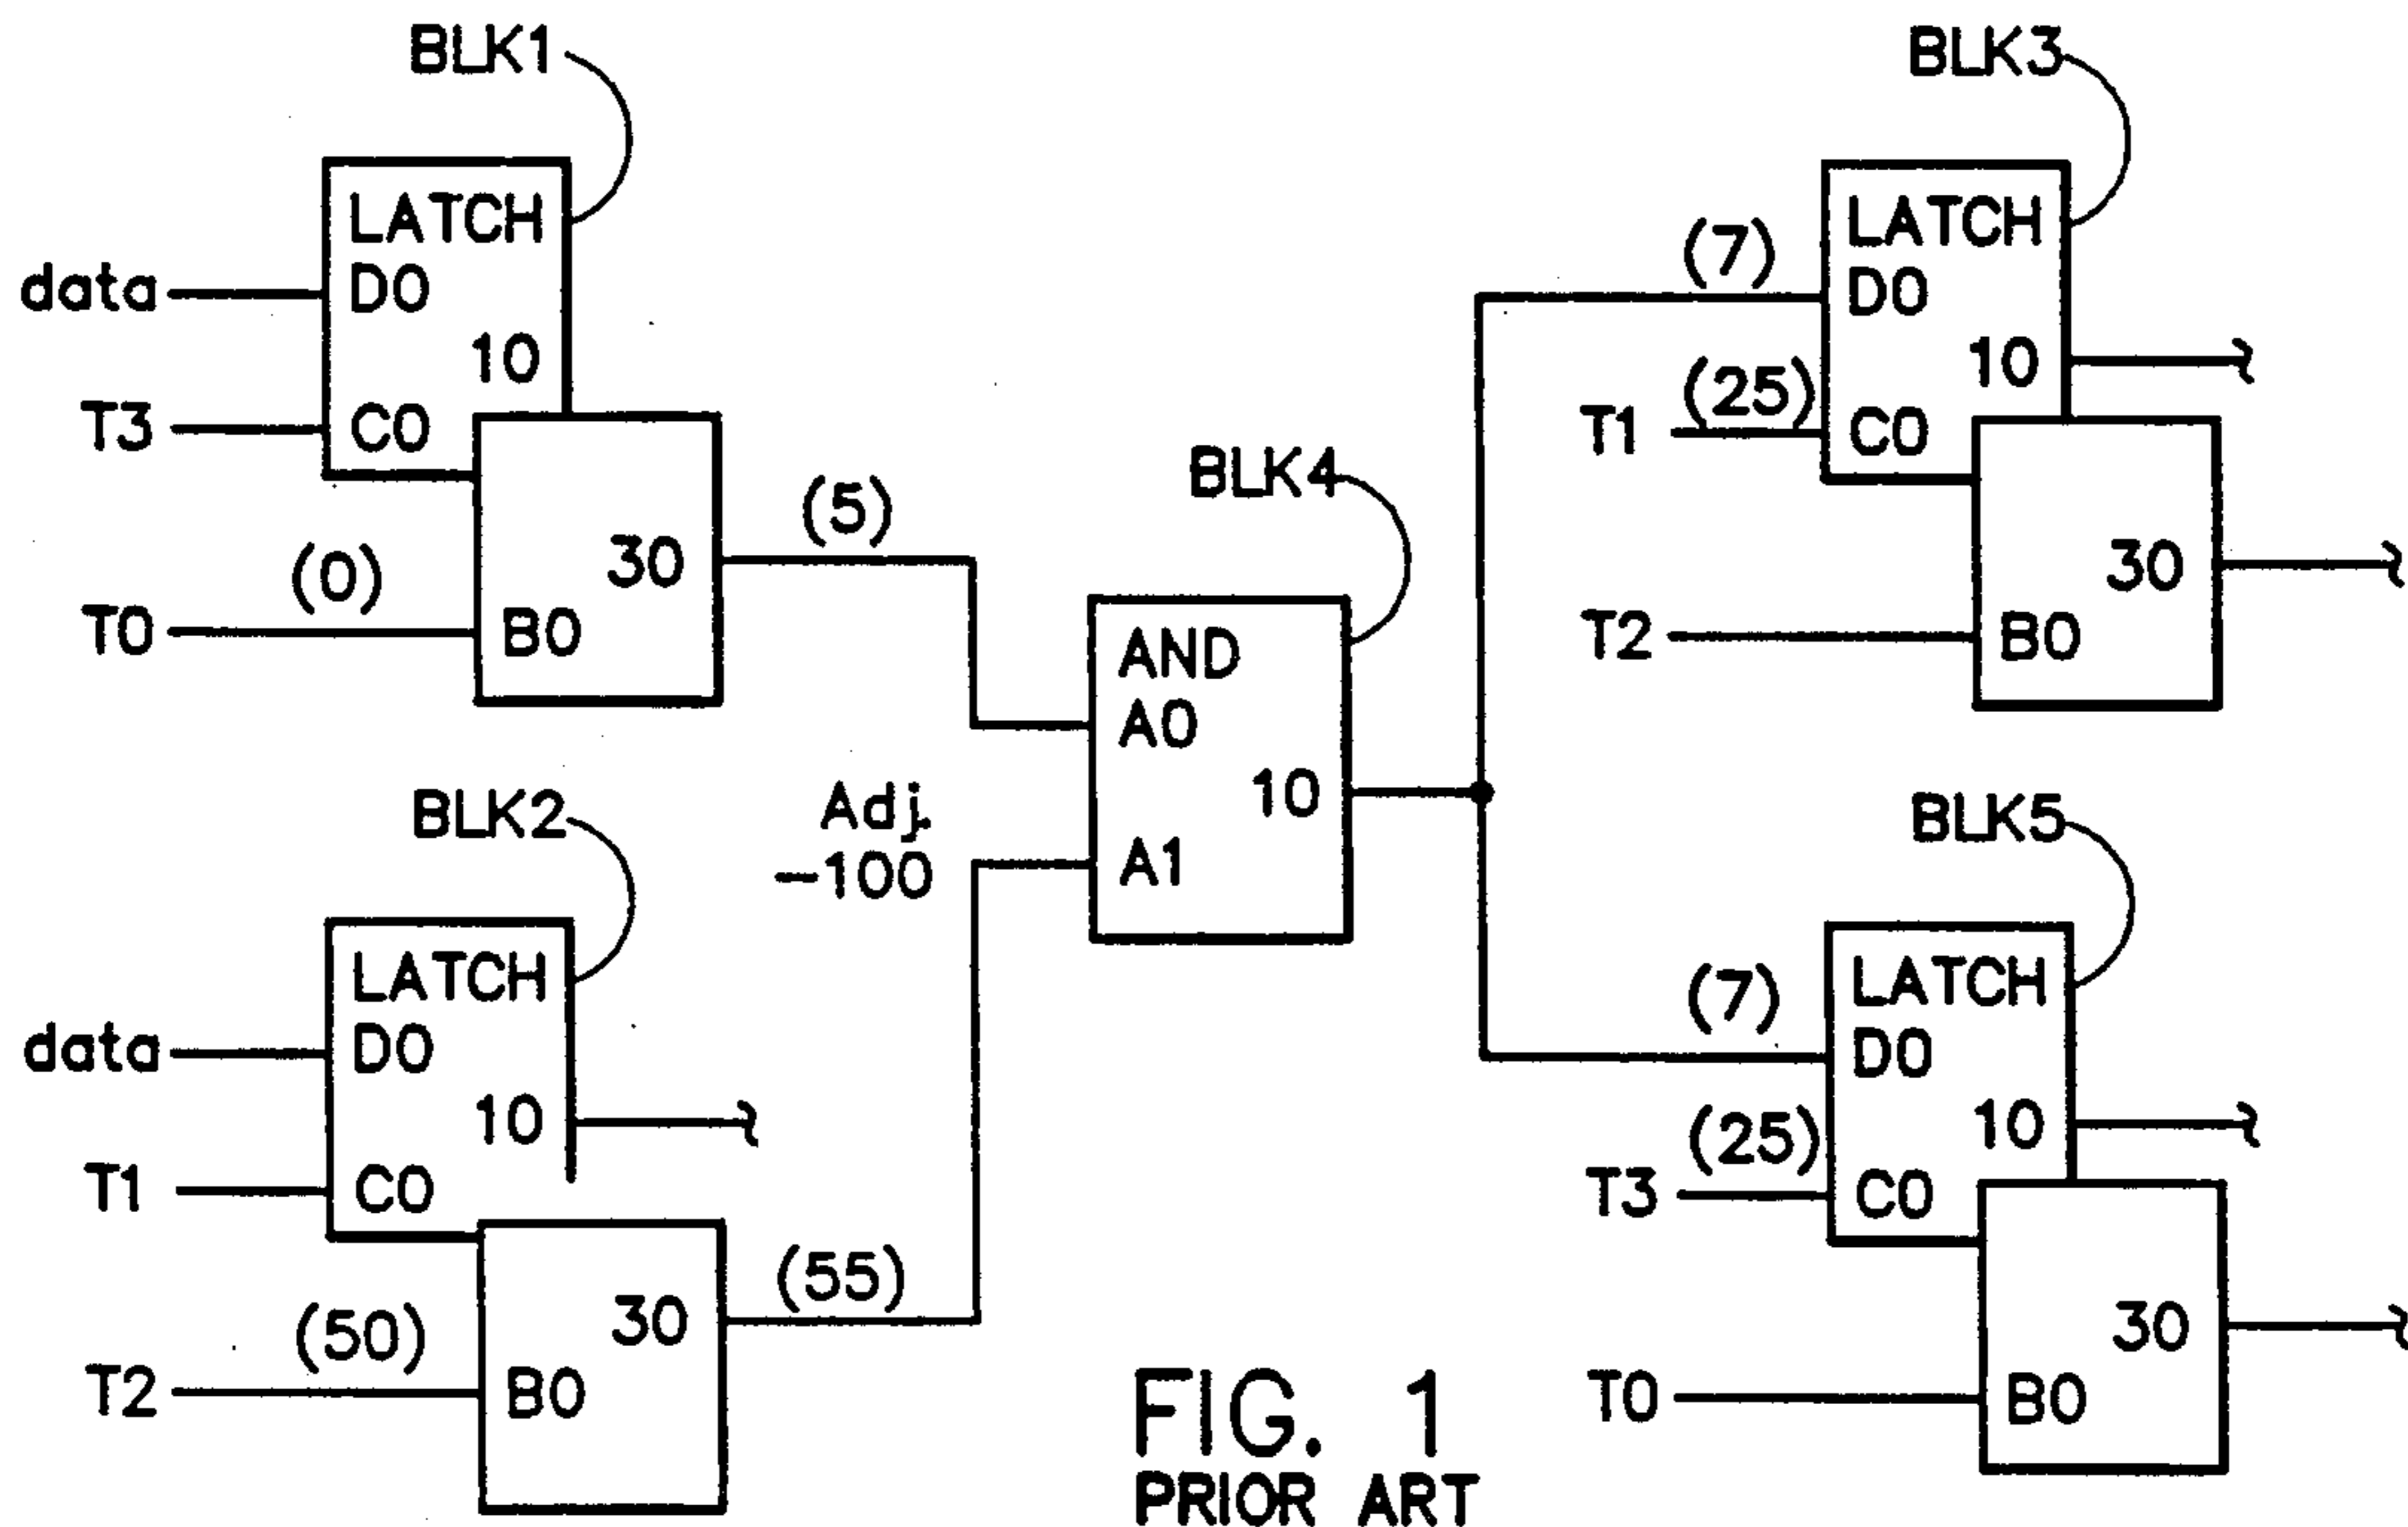 BLK1
LATCH
data
D0
10
T3
C0
(5)
30
(0)
T0
B0
BLK2
LATCH
data
D0
10
T1
C0
(55)
30
(50)
T2
B0
BLK4
AND
A0
10
Adj.
-100
A1
BLK3
LATCH
(7)
D0
10
(25)
T1
C0
30
T2
B0
BLK5
LATCH
(7)
D0
10
(25)
T3
C0
30
T0
B0
FIG. 1
PRIOR ART